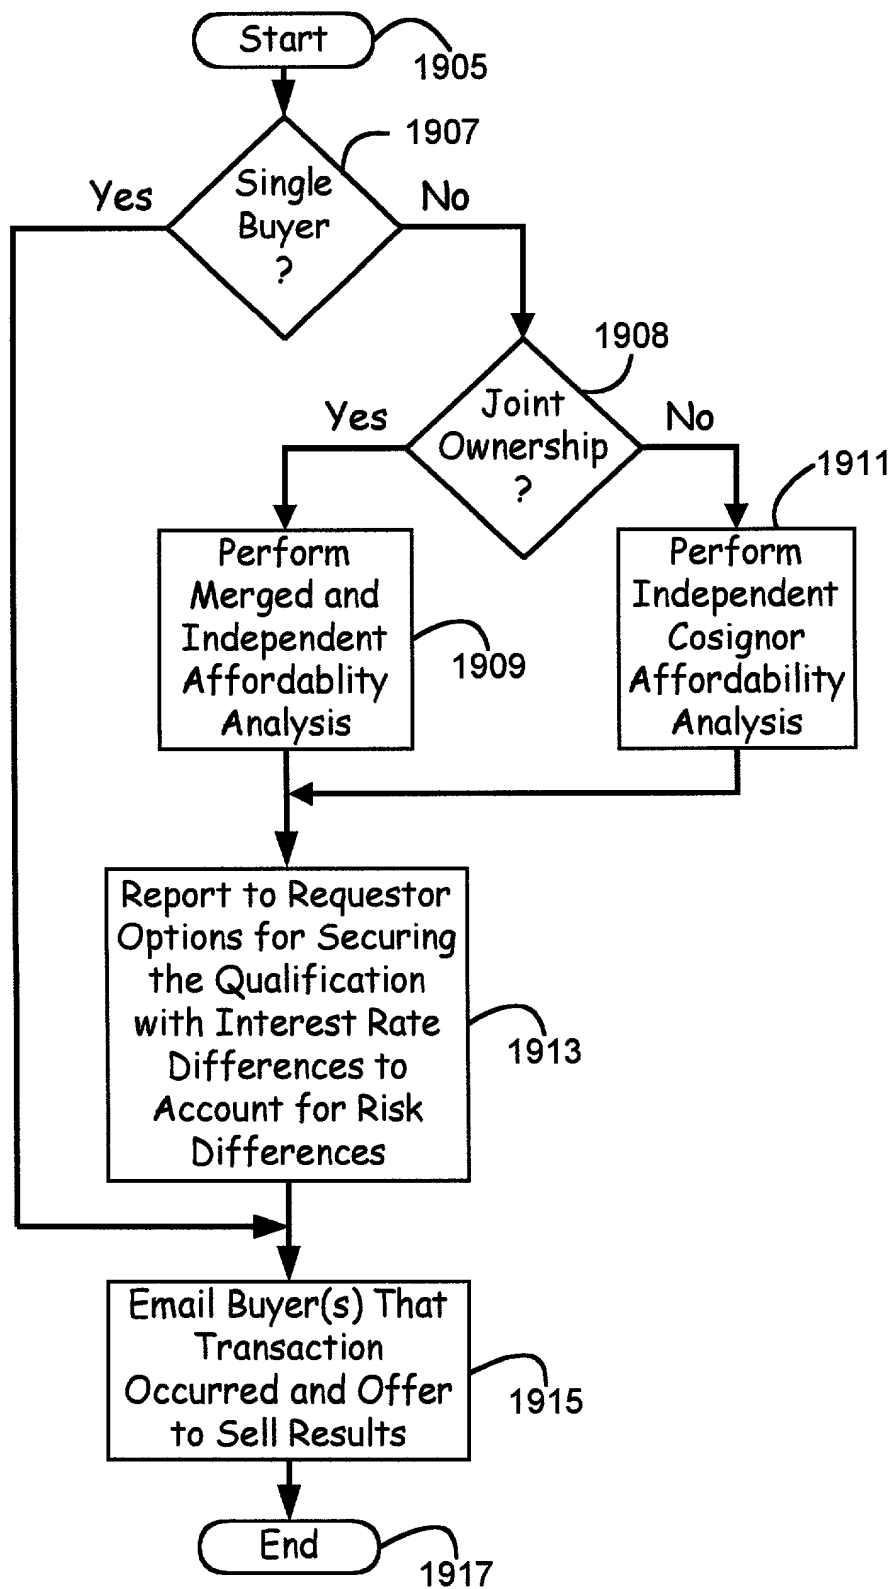 Start
1905
1907
Single
Buyer
?
Yes
No
1908
Joint
Ownership
?
Yes
No
1911
Perform
Merged and
Independent
Affordablity
Analysis
1909
Perform
Independent
Cosignor
Affordability
Analysis
Report to Requestor
Options for Securing
the Qualification
with Interest Rate
Differences to
Account for Risk
Differences
1913
Email Buyer(s) That
Transaction
Occurred and Offer
to Sell Results
1915
End
1917